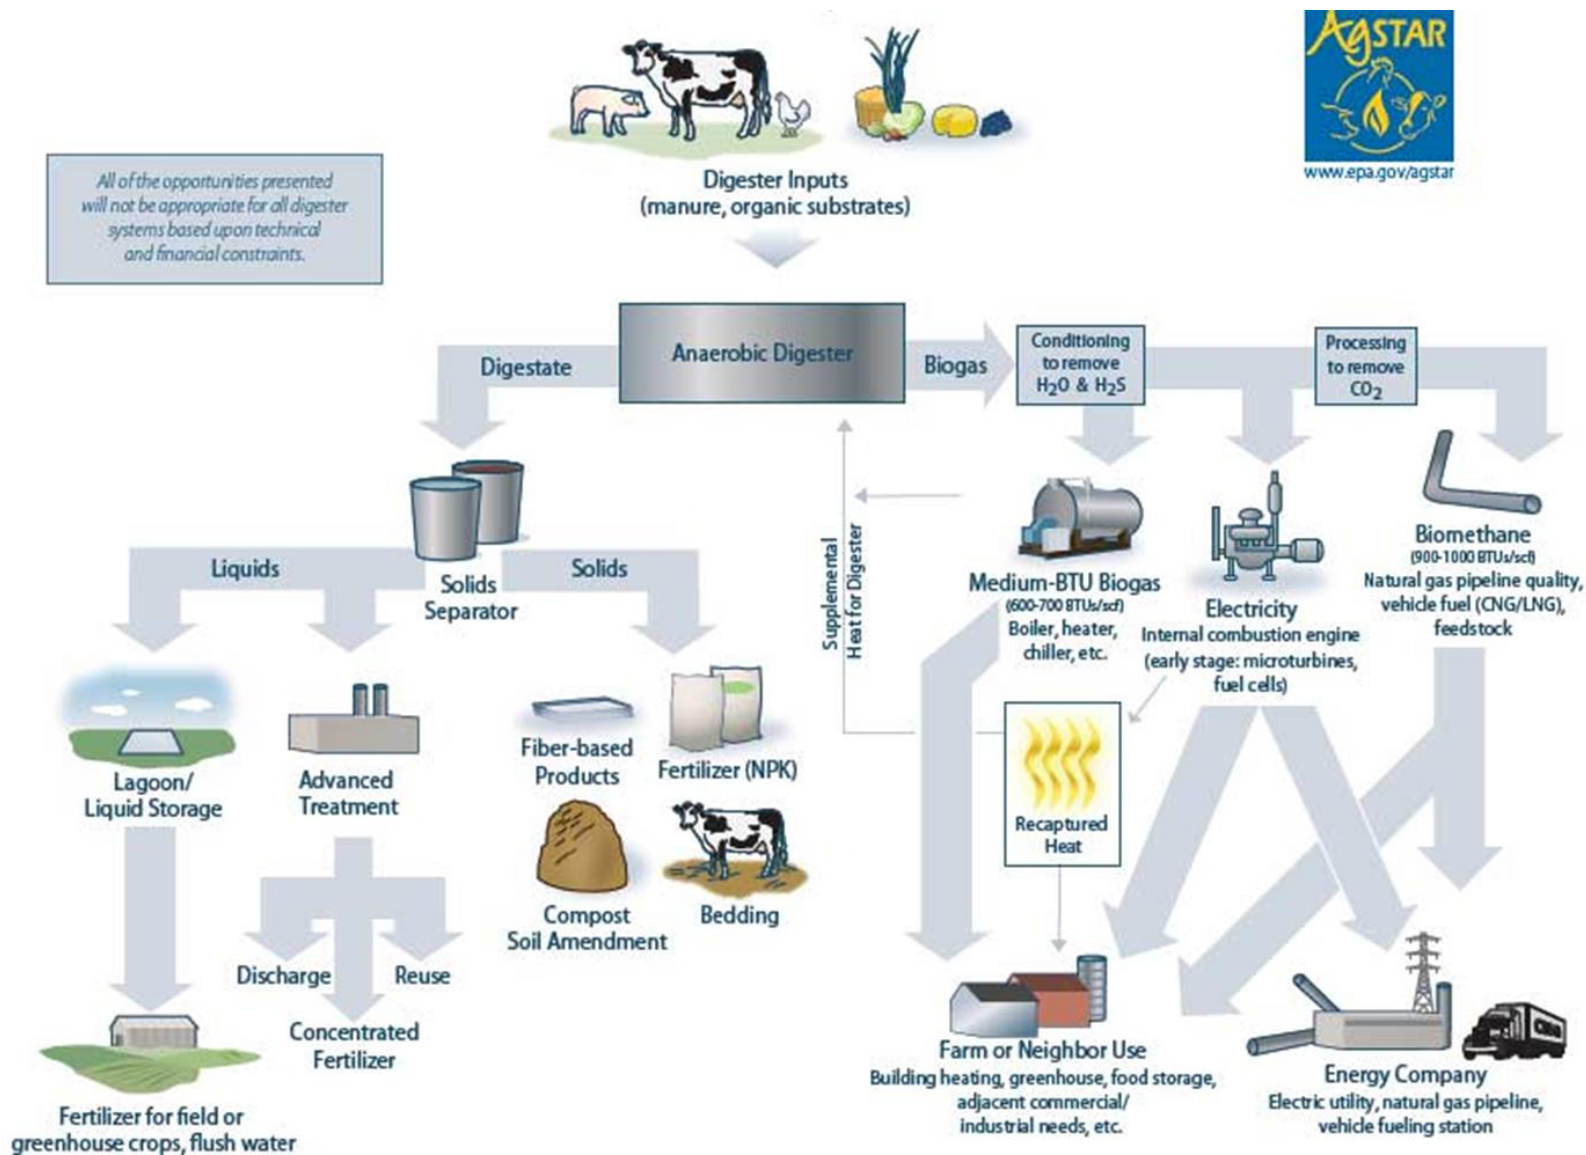 AgSTAR
www.epa.gov/agstar
All of the opportunities presented
will not be appropriate for all digester
systems based upon technical
and financial constraints.
Digester Inputs
(manure, organic substrates)
Anaerobic Digester
Digestate
Biogas
Conditioning
to remove
H2O & H2S
Processing
to remove
CO2
Solids
Separator
Liquids
Solids
Lagoon/
Liquid Storage
Advanced
Treatment
Fiber-based
Products
Fertilizer (NPK)
Compost
Soil Amendment
Bedding
Discharge
Reuse
Concentrated
Fertilizer
Fertilizer for field or
greenhouse crops, flush water
Supplemental
Heat for Digester
Medium-BTU Biogas
(600-700 BTUs/scf)
Boiler, heater,
chiller, etc.
Electricity
Internal combustion engine
(early stage: microturbines,
fuel cells)
Biomethane
(900-1000 BTUs/scf)
Natural gas pipeline quality,
vehicle fuel (CNG/LNG),
feedstock
Recaptured
Heat
Farm or Neighbor Use
Building heating, greenhouse, food storage,
adjacent commercial/
industrial needs, etc.
Energy Company
Electric utility, natural gas pipeline,
vehicle fueling station